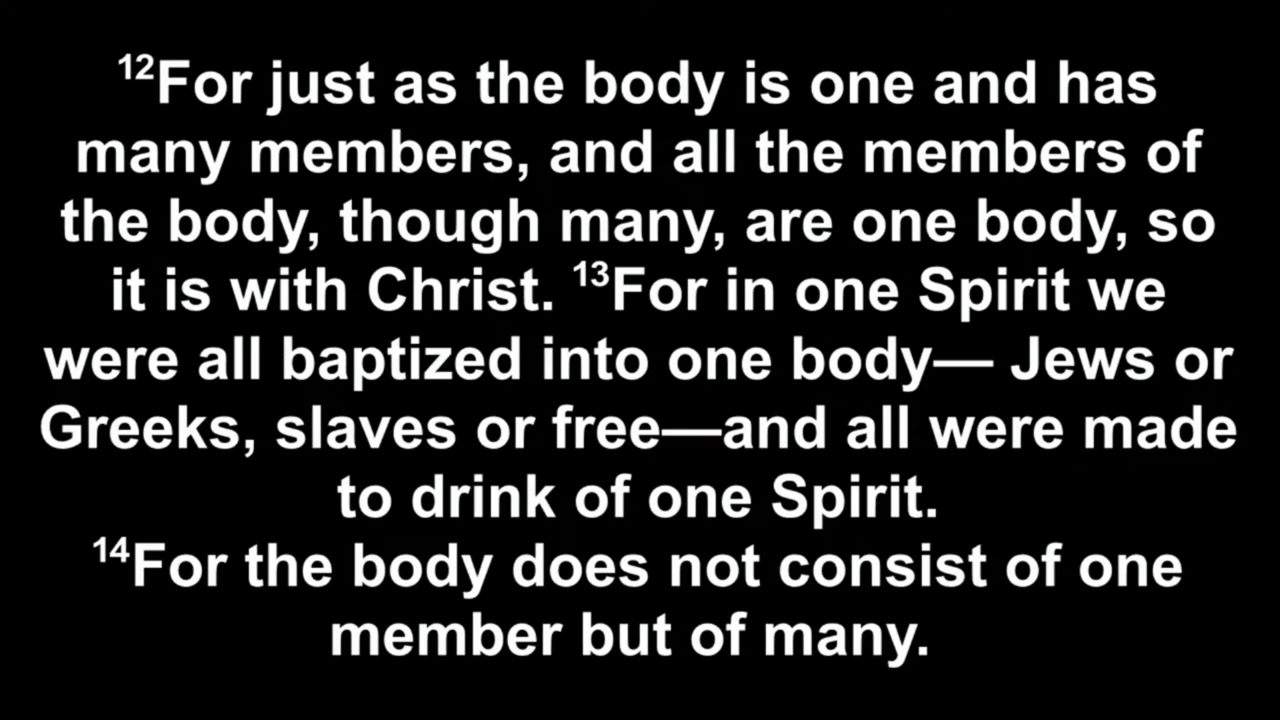 ¹²For just as the body is one and has
many members, and all the members of
the body, though many, are one body, so
it is with Christ. ¹³For in one Spirit we
were all baptized into one body— Jews or
Greeks, slaves or free—and all were made
to drink of one Spirit.
¹⁴For the body does not consist of one
member but of many.